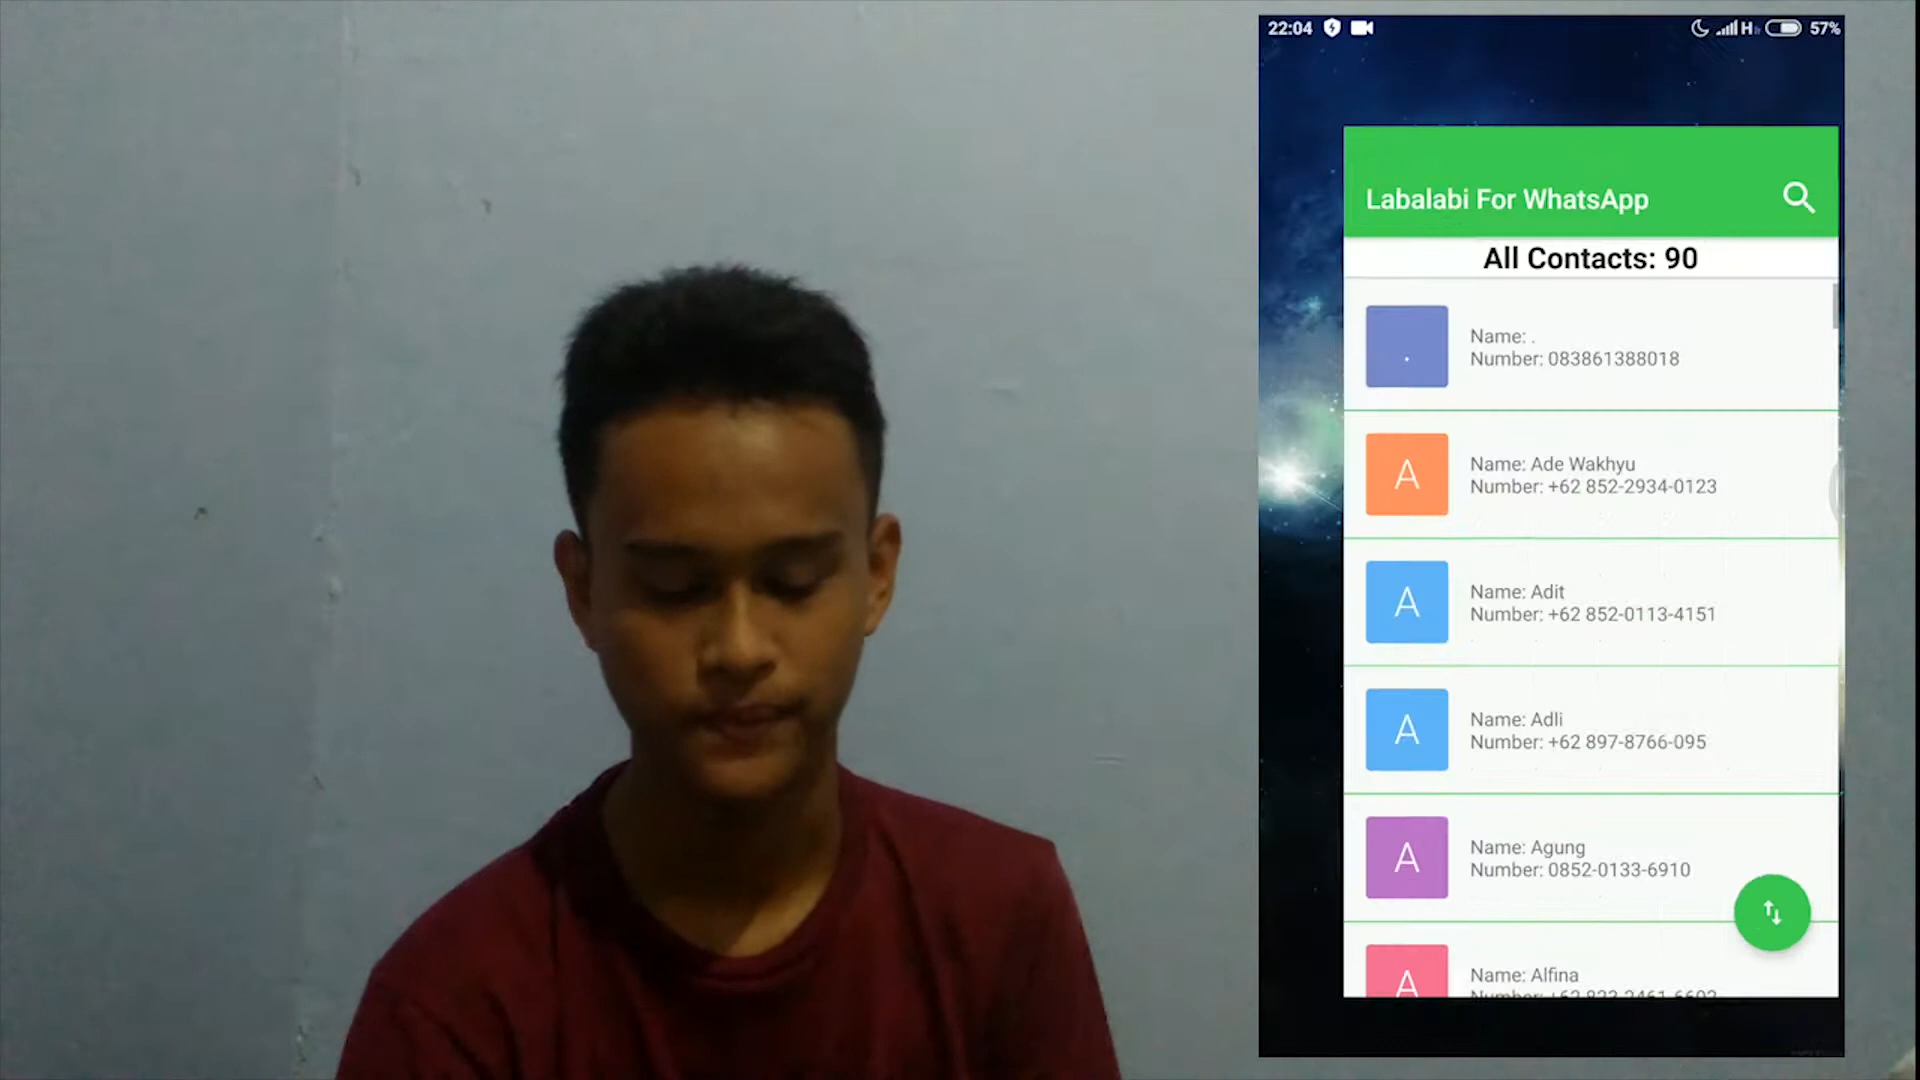 22:04 H 57%
Labalabi For WhatsApp
All Contacts: 90
.
Name: .
Number: 083861388018
A
Name: Ade Wakhyu
Number: +62 852-2934-0123
A
Name: Adit
Number: +62 852-0113-4151
A
Name: Adli
Number: +62 897-8766-095
A
Name: Agung
Number: 0852-0133-6910
A
Name: Alfina